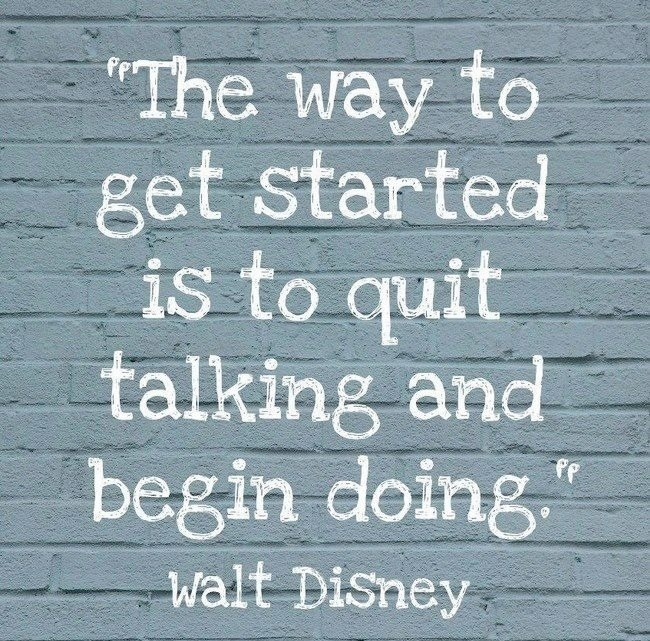 "The way to
get started
is to quit
talking and
begin doing."
Walt Disney